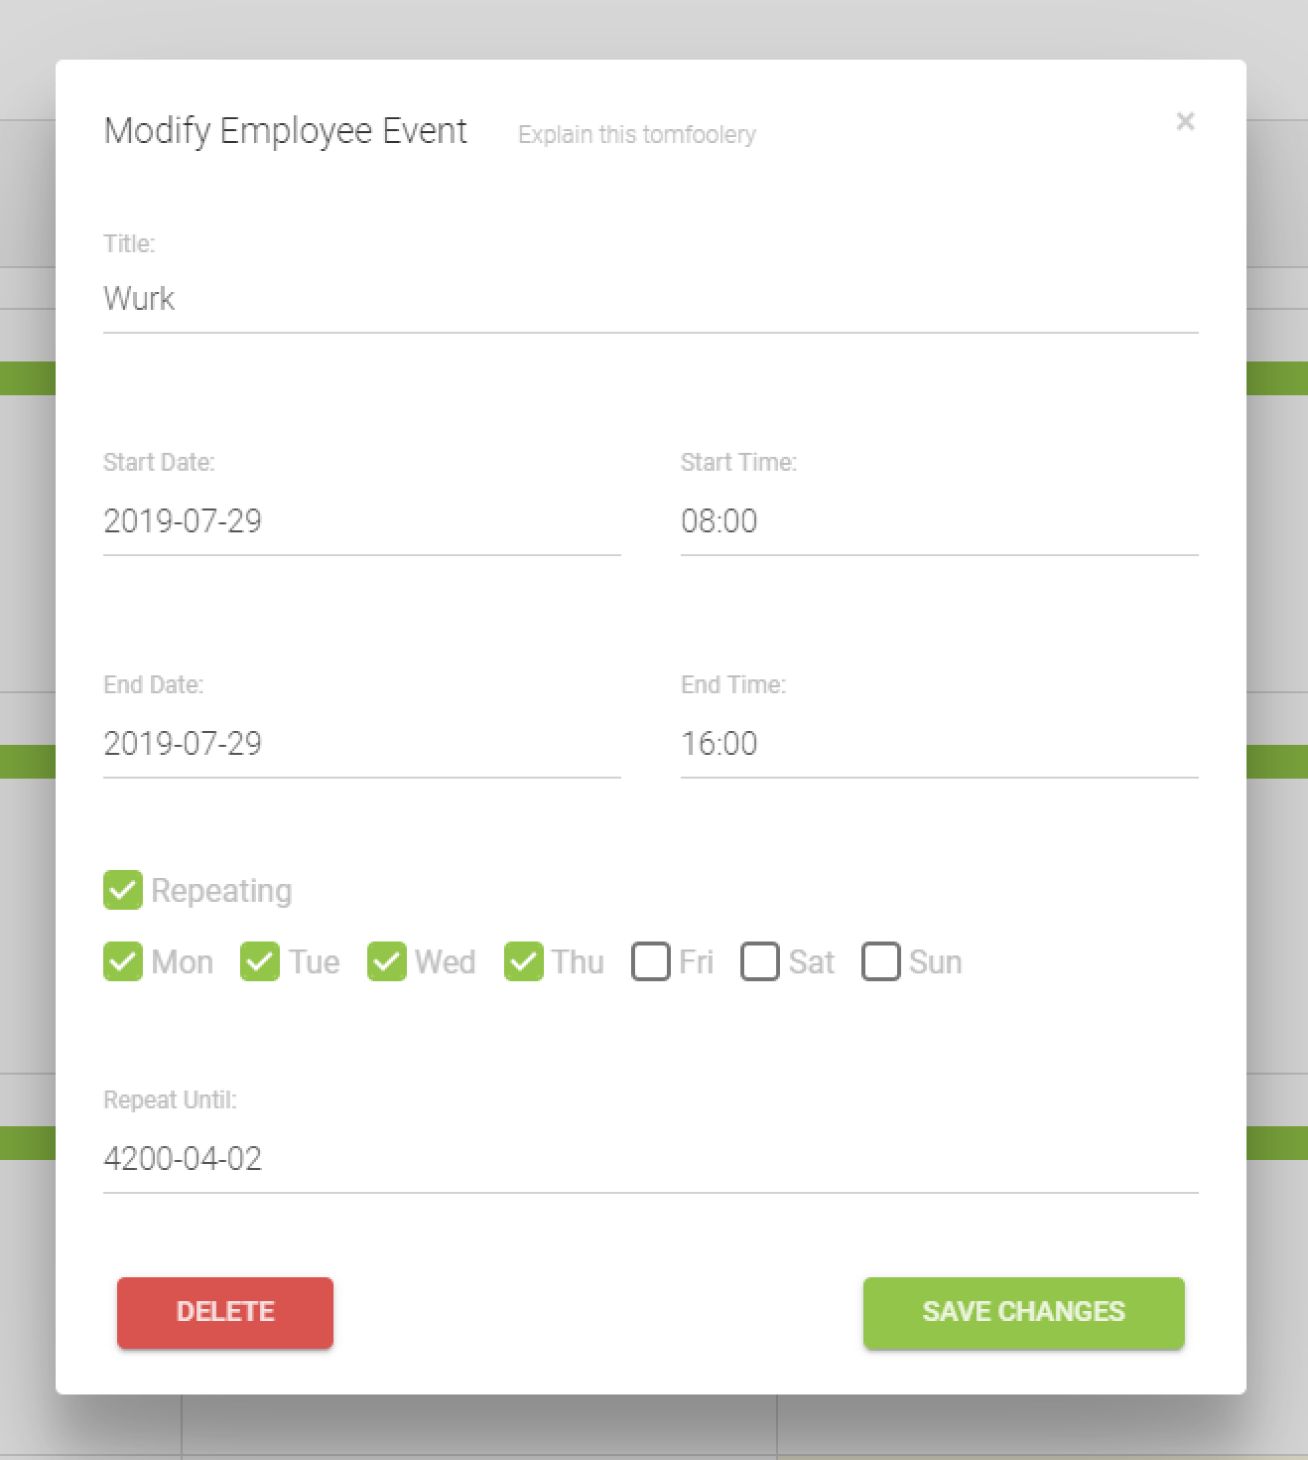 Modify Employee Event Explain this tomfoolery ×
Title:
Wurk
Start Date: Start Time:
2019-07-29 08:00
End Date: End Time:
2019-07-29 16:00
Repeating
Mon Tue Wed Thu Fri Sat Sun
Repeat Until:
4200-04-02
DELETE SAVE CHANGES